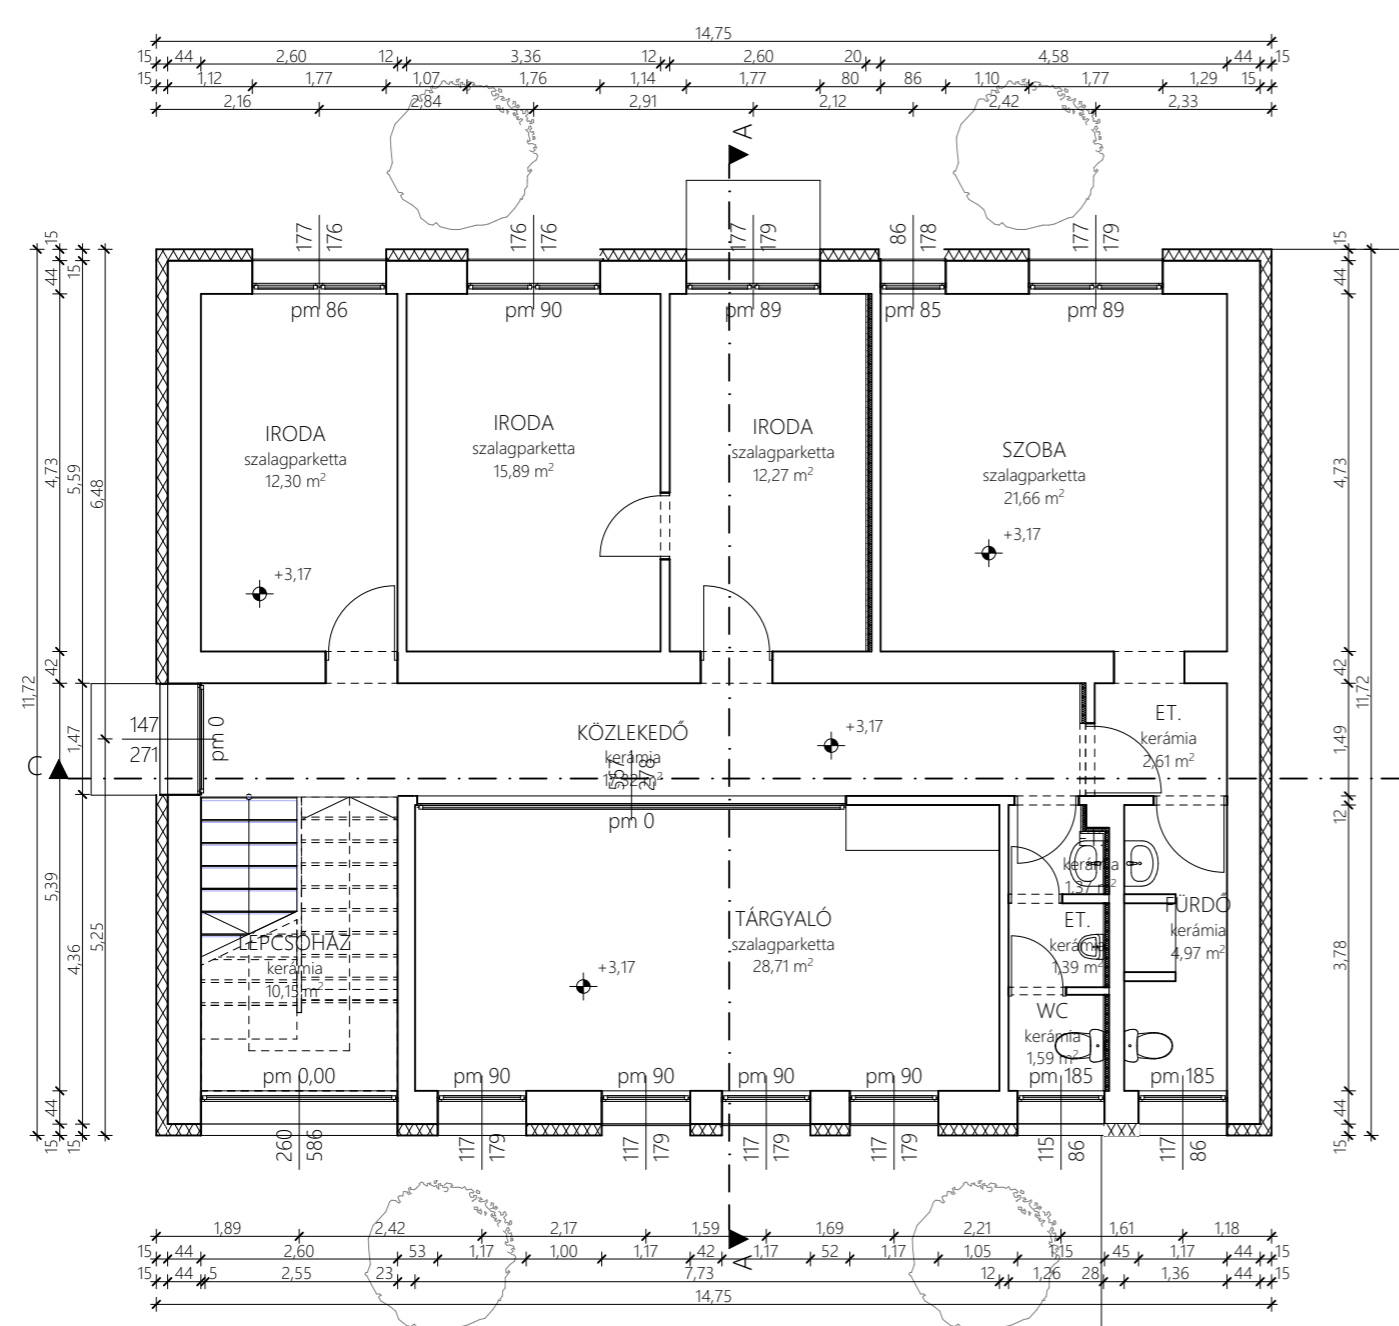 14,75
15 44 2,60 12 3,36 12 2,60 20 4,58 44 15
15 1,12 1,77 1,07 1,76 1,14 1,77 80 86 1,10 1,77 1,29 15
2,16 2,84 2,91 2,12 2,42 2,33
A
177 176 176 176 177 179 86 178 177 179
pm 86 pm 90 pm 89 pm 85 pm 89
15 44 4,73 42 1,47 5,39 44 15
15 5,59 1,47 4,36 15
6,48 5,25
11,72
IRODA
szalagparketta
12,30 m²
+3,17
IRODA
szalagparketta
15,89 m²
IRODA
szalagparketta
12,27 m²
SZOBA
szalagparketta
21,66 m²
+3,17
15 44 4,73 42 1,49 12 3,78 44 15
11,72
147
271
pm 0
C
KÖZLEKEDŐ
kerámia
+3,17
pm 0
ET.
kerámia
2,61 m²
LÉPCSŐHÁZ
kerámia
10,15 m²
pm 0,00
TÁRGYALÓ
szalagparketta
28,71 m²
+3,17
kerámia
ET.
kerámia
1,39 m²
WC
kerámia
1,59 m²
FÜRDŐ
kerámia
4,97 m²
pm 90 pm 90 pm 90 pm 90 pm 185 pm 185
260 586 117 179 117 179 117 179 117 179 115 86 117 86
1,89 2,42 2,17 1,59 1,69 2,21 1,61 1,18
15 44 2,60 53 1,17 1,00 1,17 42 1,17 52 1,17 1,05 1,15 45 1,17 44 15
15 44 5 2,55 23 7,73 12 1,26 28 1,36 44 15
A
14,75